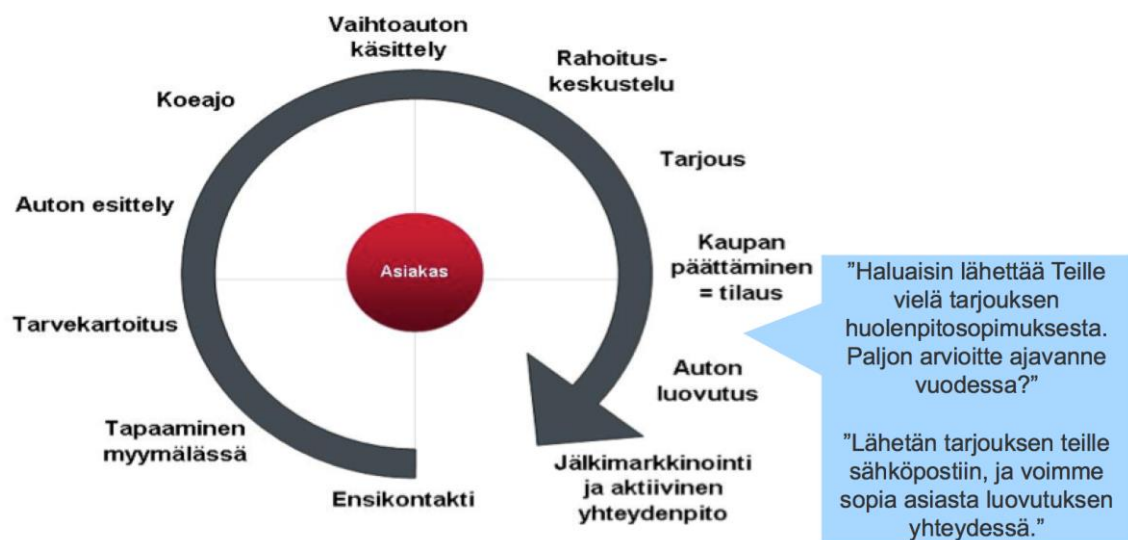 Vaihtoauton
käsittely
Rahoitus-
keskustelu
Koeajo
Tarjous
Auton esittely
Kaupan
päättäminen
= tilaus
Asiakas
Tarvekartoitus
Auton
luovutus
Tapaaminen
myymälässä
Jälkimarkkinointi
ja aktiivinen
yhteydenpito
Ensikontakti
”Haluaisin lähettää Teille
vielä tarjouksen
huolenpitosopimuksesta.
Paljon arvioitte ajavanne
vuodessa?”
”Lähetän tarjouksen teille
sähköpostiin, ja voimme
sopia asiasta luovutuksen
yhteydessä.”